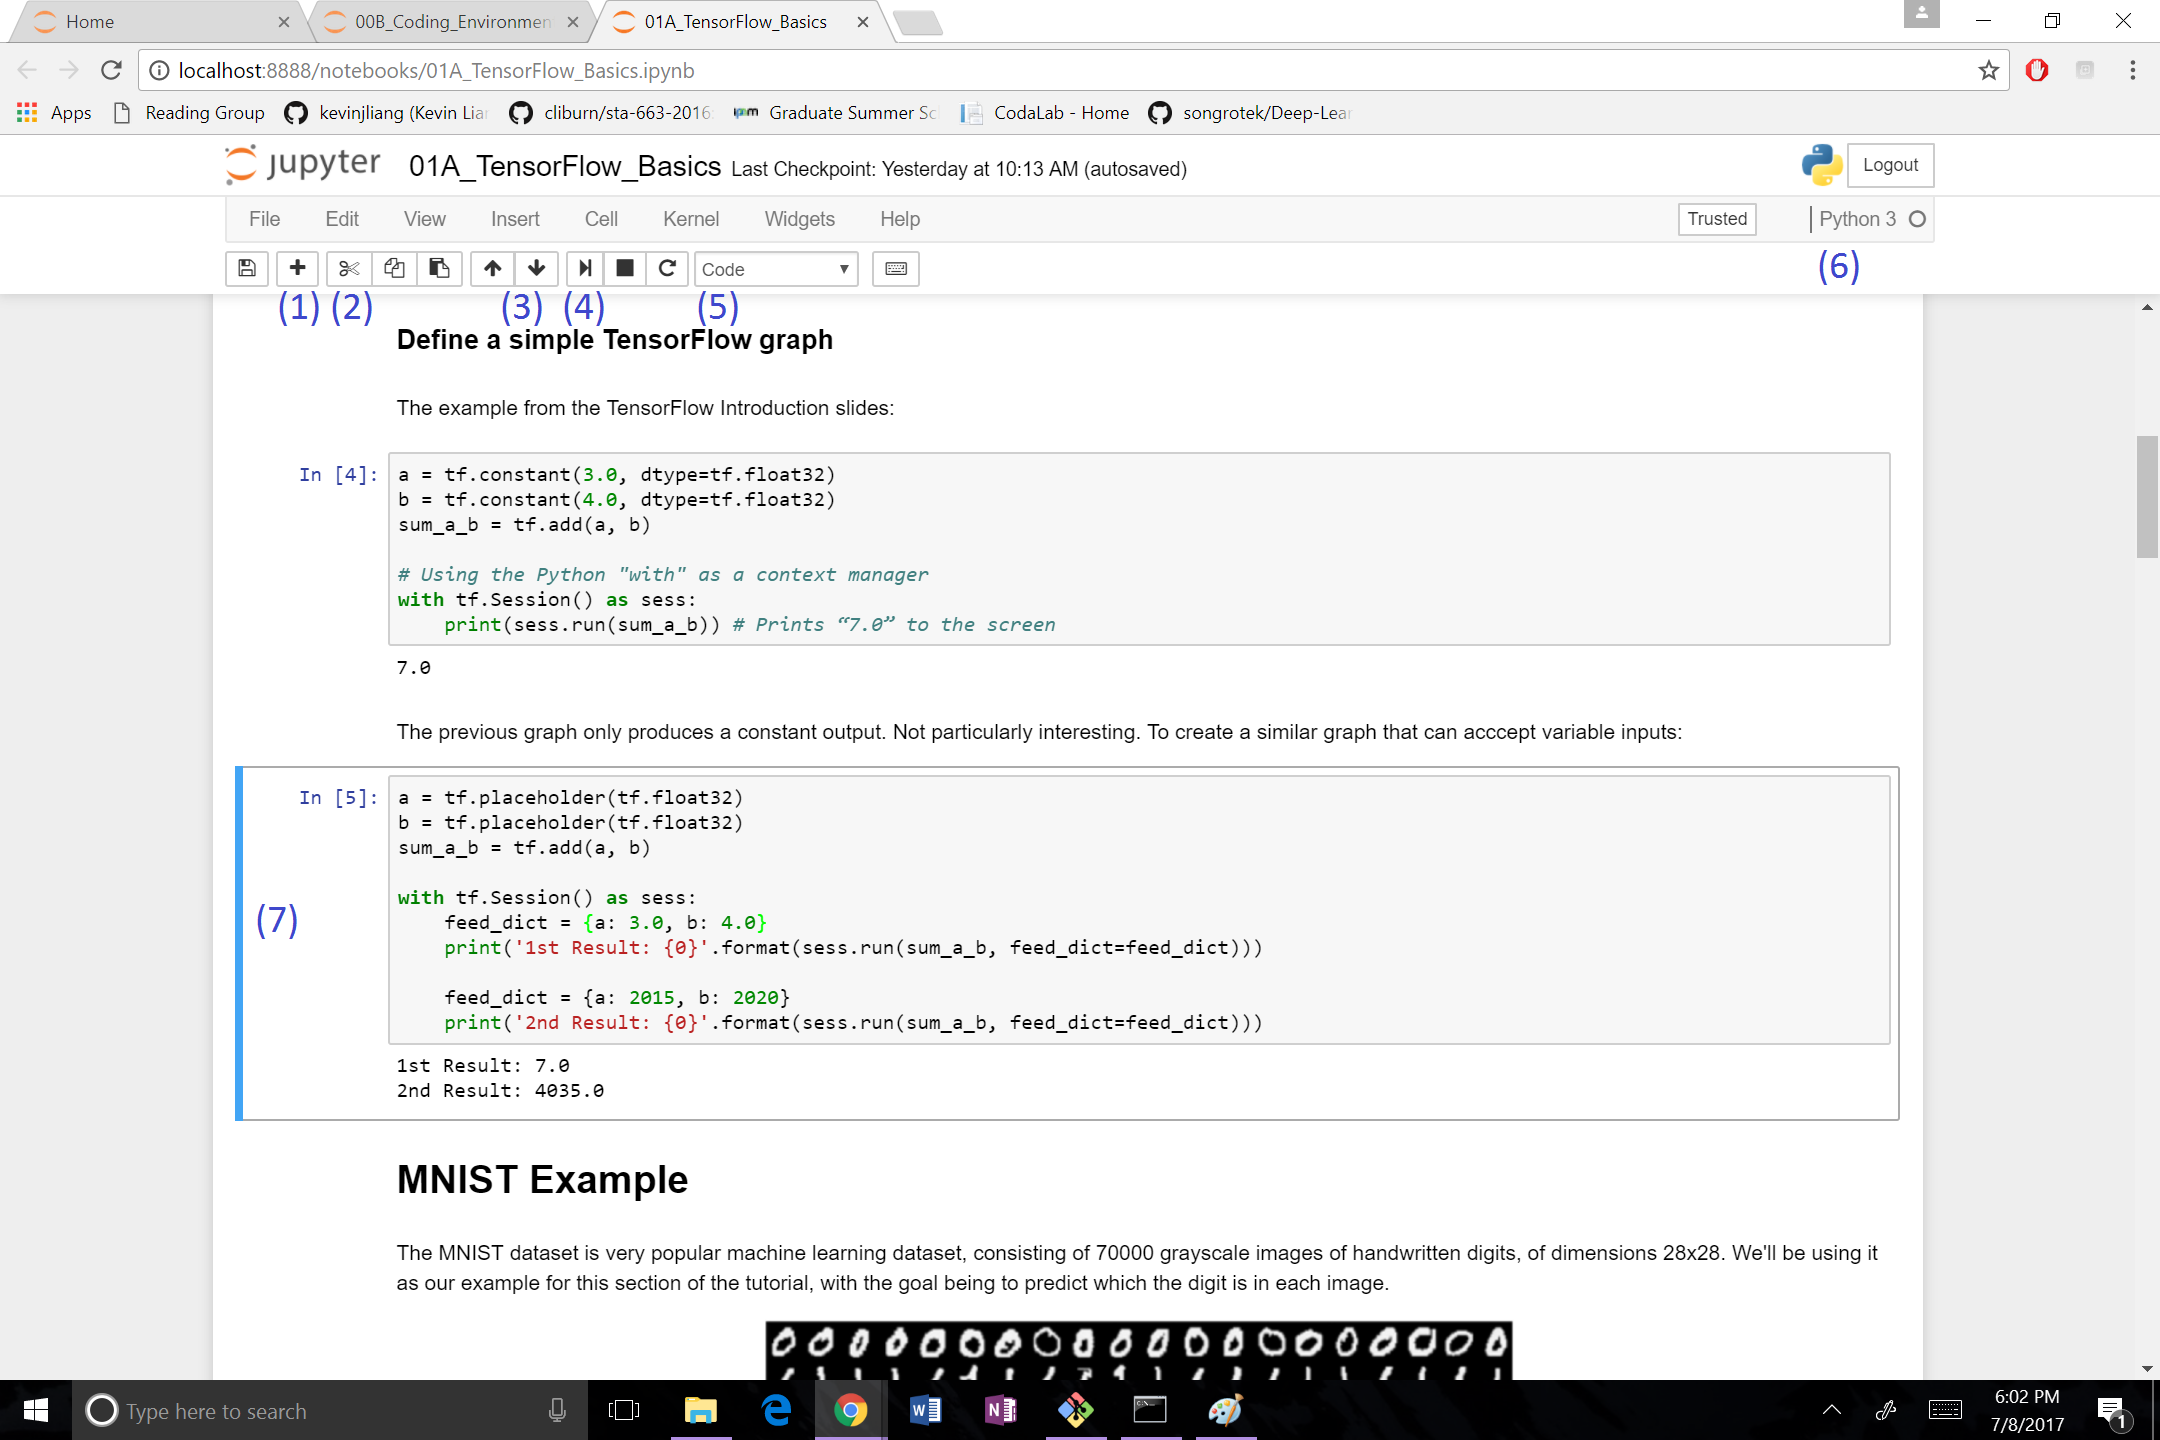 Home
00B_Coding_Environmen
01A_TensorFlow_Basics
localhost:8888/notebooks/01A_TensorFlow_Basics.ipynb
Apps Reading Group kevinjliang (Kevin Lia cliburn/sta-663-2016 ipam Graduate Summer Sc CodaLab - Home songrotek/Deep-Lear
jupyter 01A_TensorFlow_Basics Last Checkpoint: Yesterday at 10:13 AM (autosaved) Logout
File Edit View Insert Cell Kernel Widgets Help Trusted Python 3
Code (6)
(1) (2) (3) (4) (5)
Define a simple TensorFlow graph
The example from the TensorFlow Introduction slides:
In [4]: a = tf.constant(3.0, dtype=tf.float32)
b = tf.constant(4.0, dtype=tf.float32)
sum_a_b = tf.add(a, b)
# Using the Python "with" as a context manager
with tf.Session() as sess:
print(sess.run(sum_a_b)) # Prints “7.0” to the screen
7.0
The previous graph only produces a constant output. Not particularly interesting. To create a similar graph that can acccept variable inputs:
In [5]: a = tf.placeholder(tf.float32)
b = tf.placeholder(tf.float32)
sum_a_b = tf.add(a, b)
with tf.Session() as sess:
(7) feed_dict = {a: 3.0, b: 4.0}
print('1st Result: {0}'.format(sess.run(sum_a_b, feed_dict=feed_dict)))
feed_dict = {a: 2015, b: 2020}
print('2nd Result: {0}'.format(sess.run(sum_a_b, feed_dict=feed_dict)))
1st Result: 7.0
2nd Result: 4035.0
MNIST Example
The MNIST dataset is very popular machine learning dataset, consisting of 70000 grayscale images of handwritten digits, of dimensions 28x28. We'll be using it
as our example for this section of the tutorial, with the goal being to predict which the digit is in each image.
Type here to search
6:02 PM
7/8/2017
1